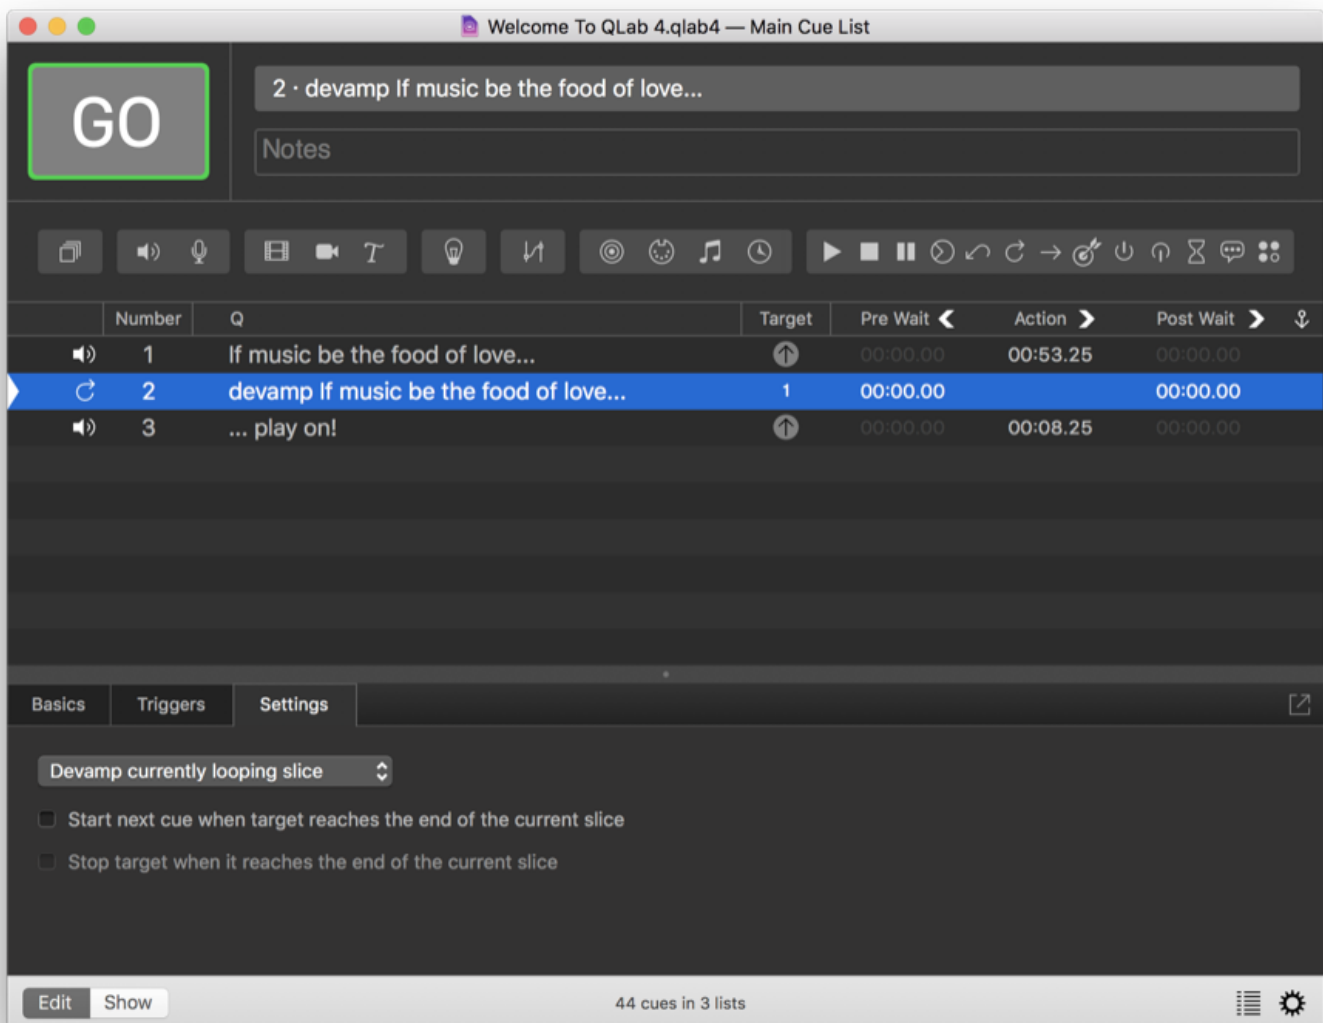 Welcome To QLab 4.qlab4 — Main Cue List
GO
2 · devamp If music be the food of love...
Notes
Number Q Target Pre Wait Action Post Wait
1 If music be the food of love... 00:00.00 00:53.25 00:00.00
2 devamp If music be the food of love... 1 00:00.00 00:00.00
3 ... play on! 00:00.00 00:08.25 00:00.00
Basics Triggers Settings
Devamp currently looping slice
Start next cue when target reaches the end of the current slice
Stop target when it reaches the end of the current slice
Edit Show 44 cues in 3 lists